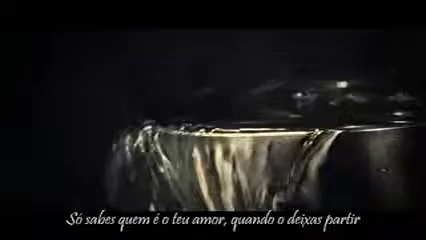 Só sabes quem é o teu amor, quando o deixas partir